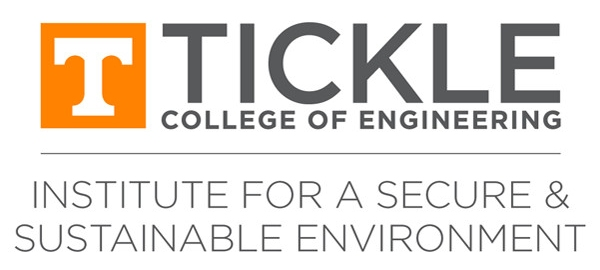 T TICKLE
COLLEGE OF ENGINEERING
INSTITUTE FOR A SECURE &
SUSTAINABLE ENVIRONMENT